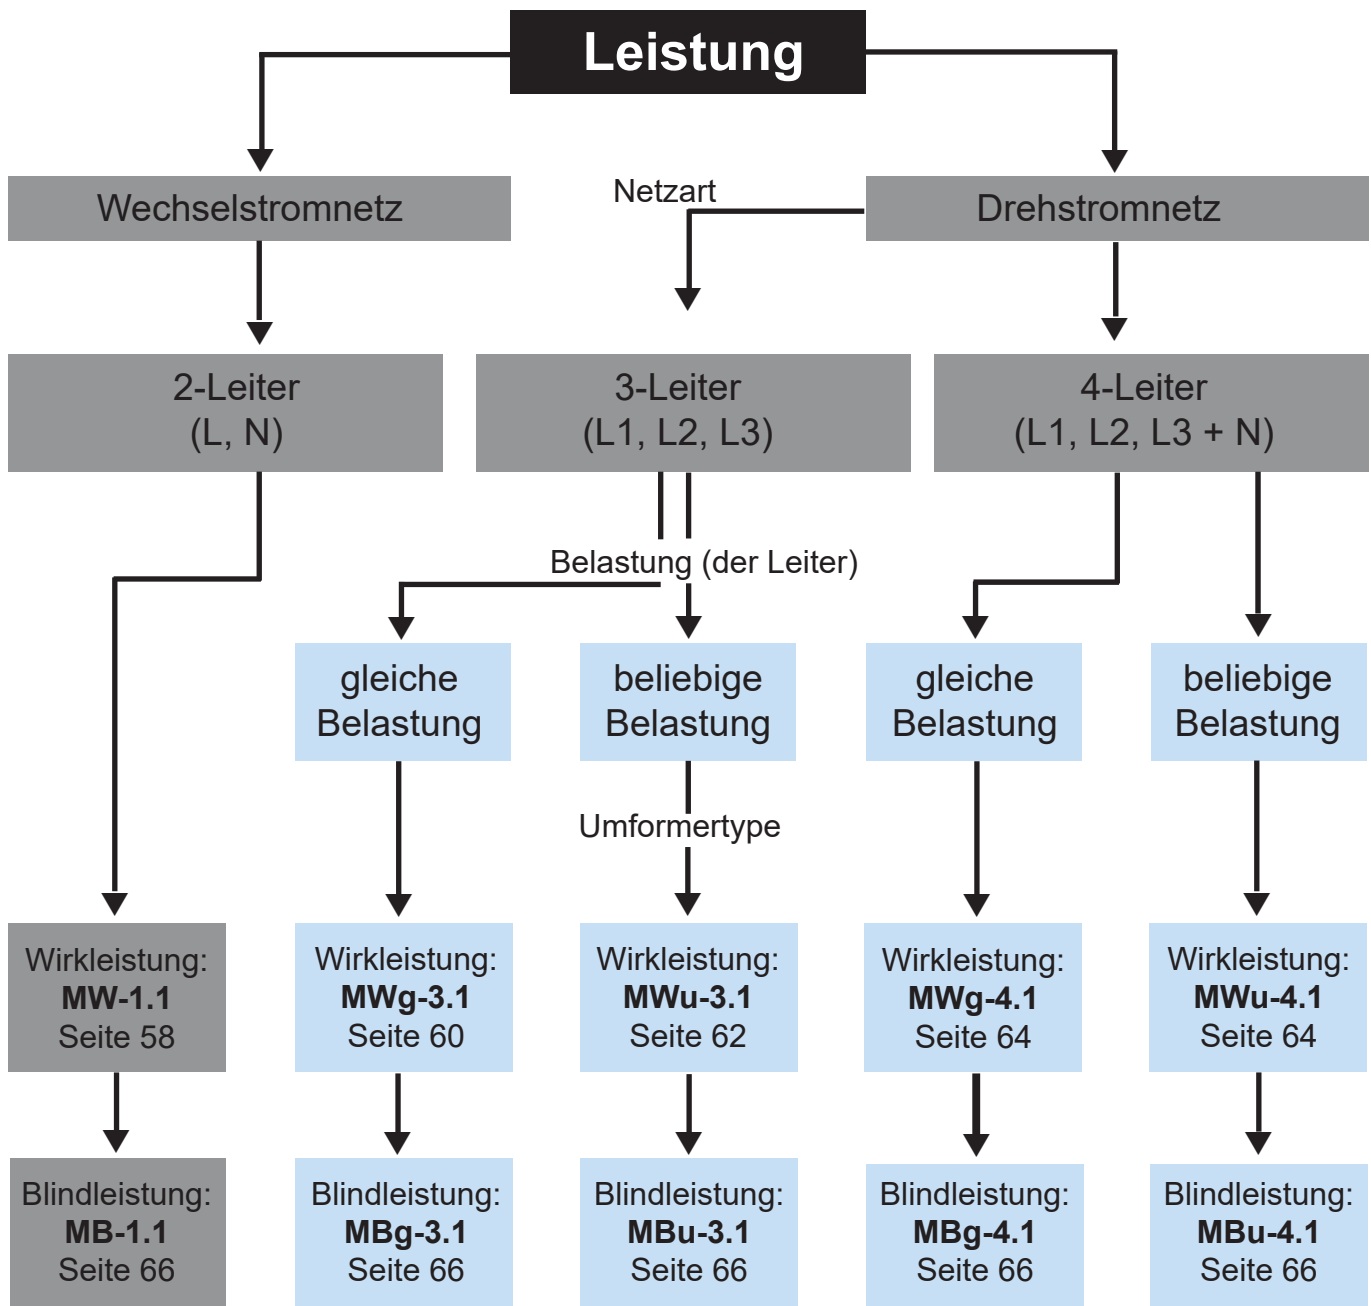 Leistung
Wechselstromnetz
Netzart
Drehstromnetz
2-Leiter
(L, N)
3-Leiter
(L1, L2, L3)
4-Leiter
(L1, L2, L3 + N)
Belastung (der Leiter)
gleiche
Belastung
beliebige
Belastung
gleiche
Belastung
beliebige
Belastung
Umformertype
Wirkleistung:
MW-1.1
Seite 58
Wirkleistung:
MWg-3.1
Seite 60
Wirkleistung:
MWu-3.1
Seite 62
Wirkleistung:
MWg-4.1
Seite 64
Wirkleistung:
MWu-4.1
Seite 64
Blindleistung:
MB-1.1
Seite 66
Blindleistung:
MBg-3.1
Seite 66
Blindleistung:
MBu-3.1
Seite 66
Blindleistung:
MBg-4.1
Seite 66
Blindleistung:
MBu-4.1
Seite 66